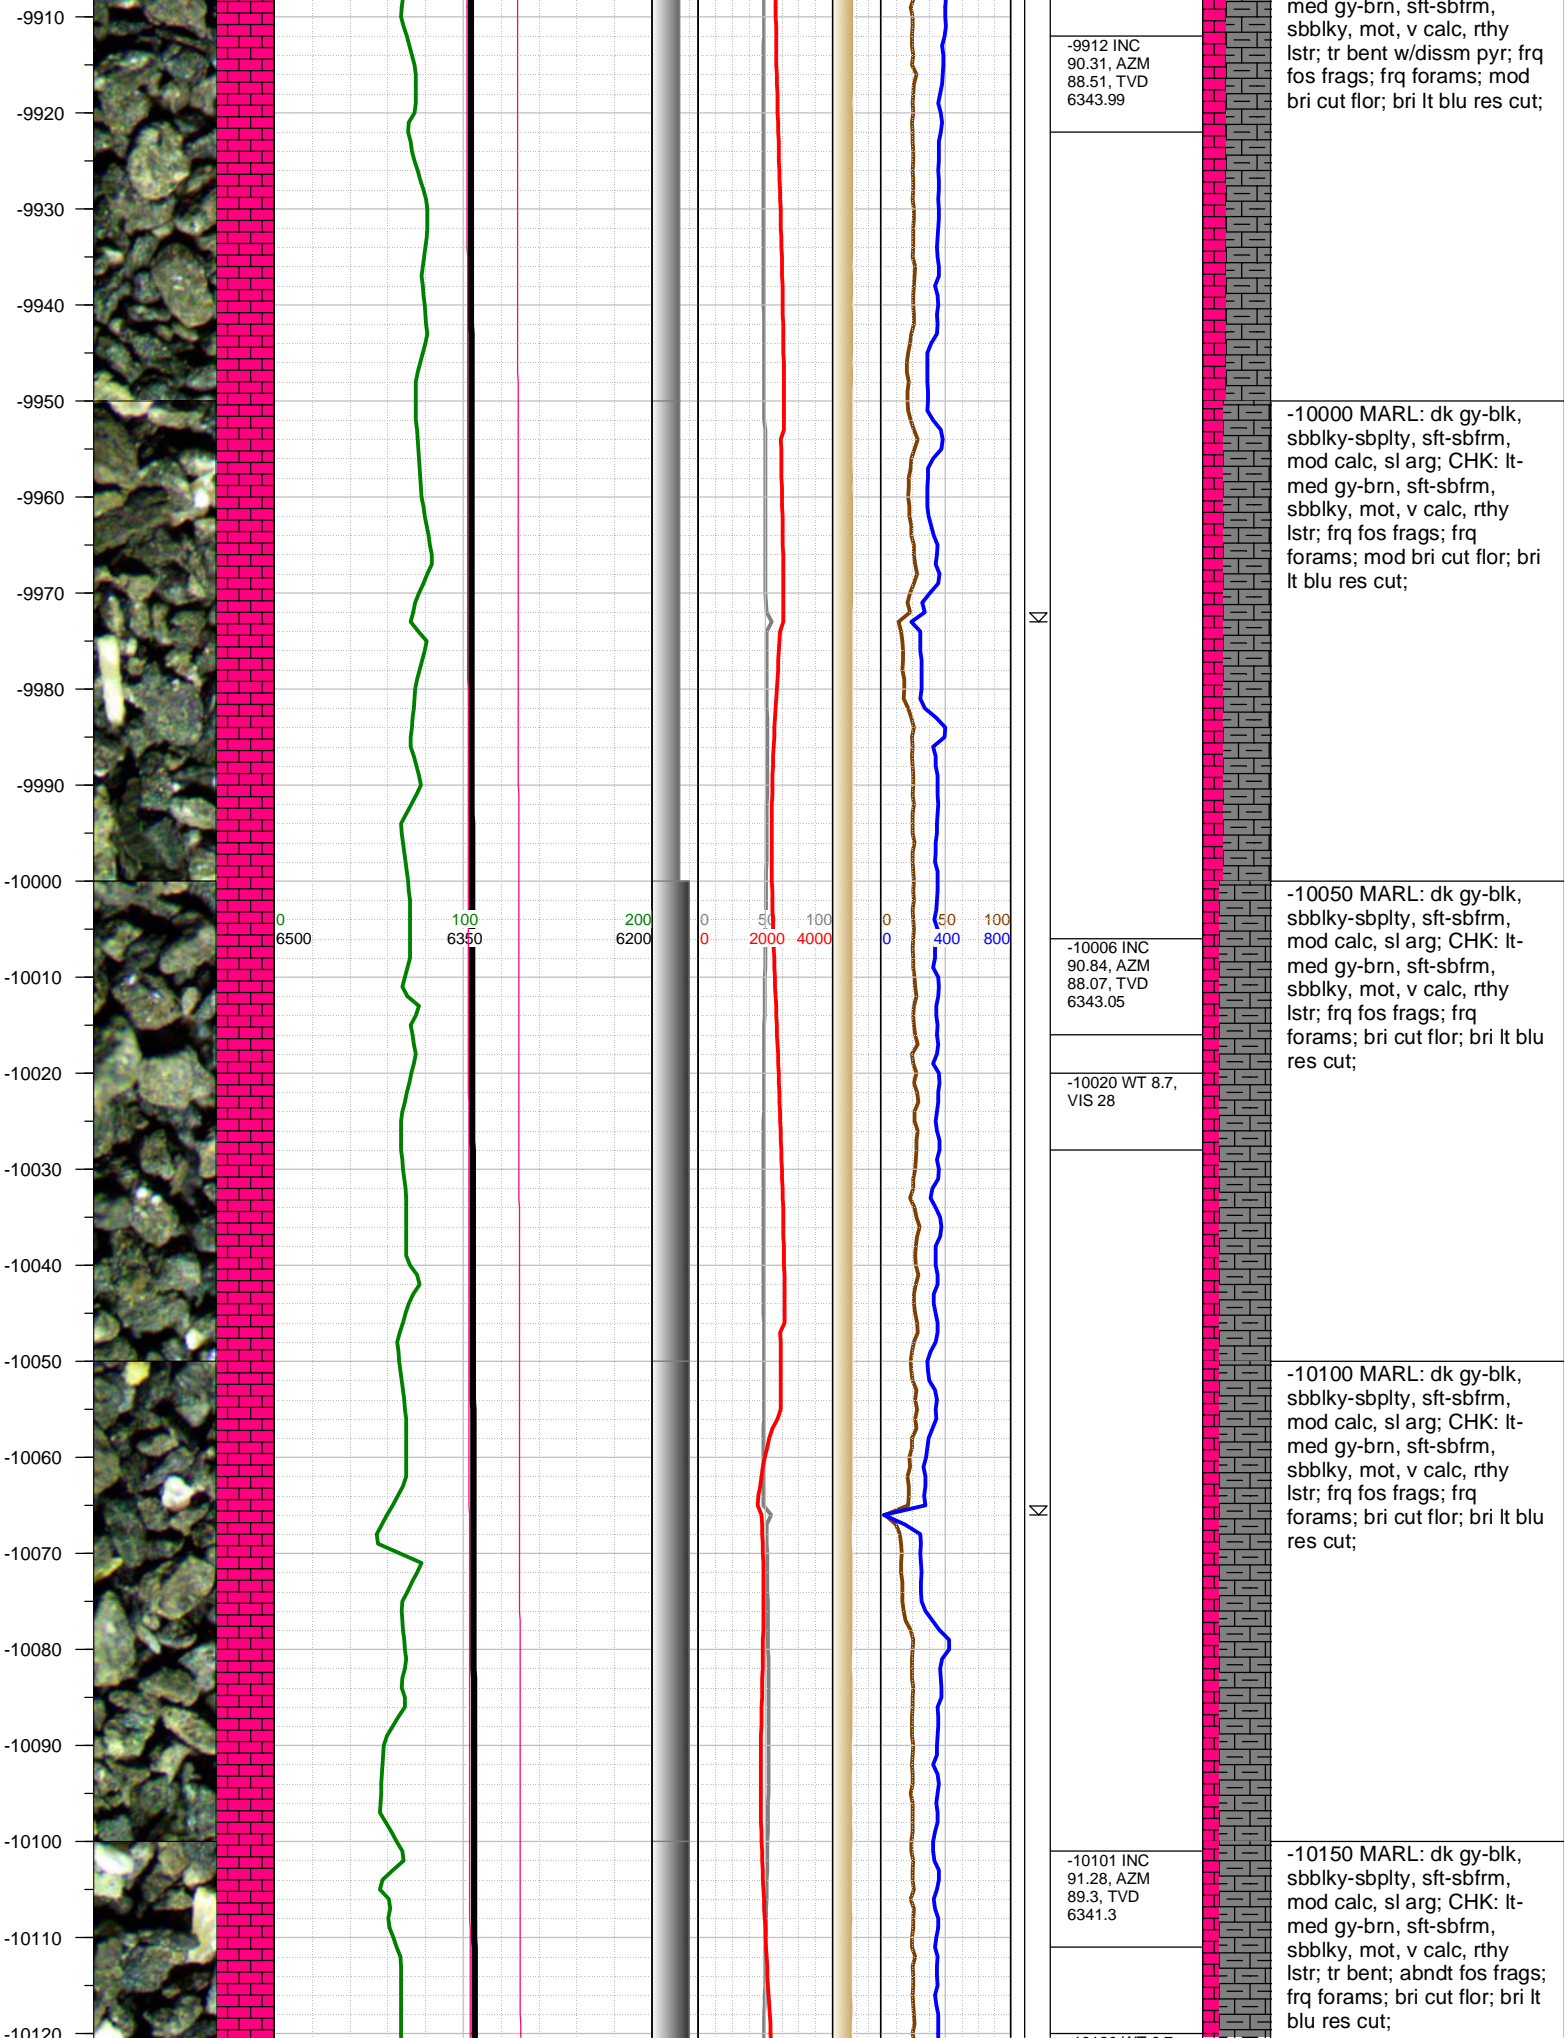 -9910
-9920
-9930
-9940
-9950
-9960
-9970
-9980
-9990
-10000
-10010
-10020
-10030
-10040
-10050
-10060
-10070
-10080
-10090
-10100
-10110
-10120
0 100 200
6500 6350 6200
0 50 100
0 2000 4000
0 50 100
0 400 800
-9912 INC
90.31, AZM
88.51, TVD
6343.99
-10006 INC
90.84, AZM
88.07, TVD
6343.05
-10020 WT 8.7,
VIS 28
-10101 INC
91.28, AZM
89.3, TVD
6341.3
med gy-brn, sft-sbfrm,
sbblky, mot, v calc, rthy
lstr; tr bent w/dissm pyr; frq
fos frags; frq forams; mod
bri cut flor; bri lt blu res cut;
-10000 MARL: dk gy-blk,
sbblky-sbplty, sft-sbfrm,
mod calc, sl arg; CHK: lt-
med gy-brn, sft-sbfrm,
sbblky, mot, v calc, rthy
lstr; frq fos frags; frq
forams; mod bri cut flor; bri
lt blu res cut;
-10050 MARL: dk gy-blk,
sbblky-sbplty, sft-sbfrm,
mod calc, sl arg; CHK: lt-
med gy-brn, sft-sbfrm,
sbblky, mot, v calc, rthy
lstr; frq fos frags; frq
forams; bri cut flor; bri lt blu
res cut;
-10100 MARL: dk gy-blk,
sbblky-sbplty, sft-sbfrm,
mod calc, sl arg; CHK: lt-
med gy-brn, sft-sbfrm,
sbblky, mot, v calc, rthy
lstr; frq fos frags; frq
forams; bri cut flor; bri lt blu
res cut;
-10150 MARL: dk gy-blk,
sbblky-sbplty, sft-sbfrm,
mod calc, sl arg; CHK: lt-
med gy-brn, sft-sbfrm,
sbblky, mot, v calc, rthy
lstr; tr bent; abndt fos frags;
frq forams; bri cut flor; bri lt
blu res cut;